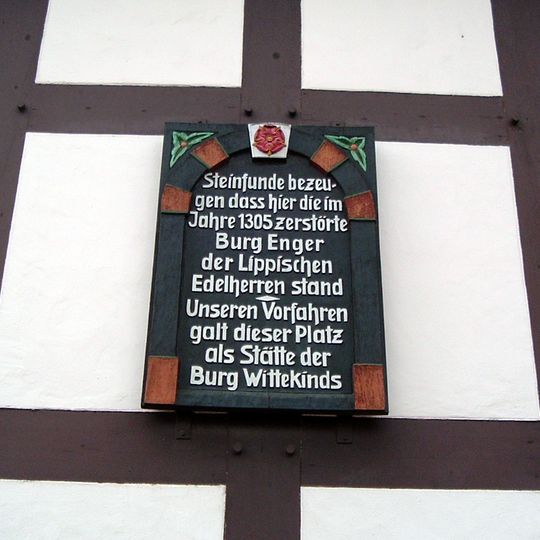 Steinfunde bezeu-
gen dass hier die im
Jahre 1305 zerstörte
Burg Enger
der Lippischen
Edelherren stand
Unseren Vorfahren
galt dieser Platz
als Stätte der
Burg Wittekinds